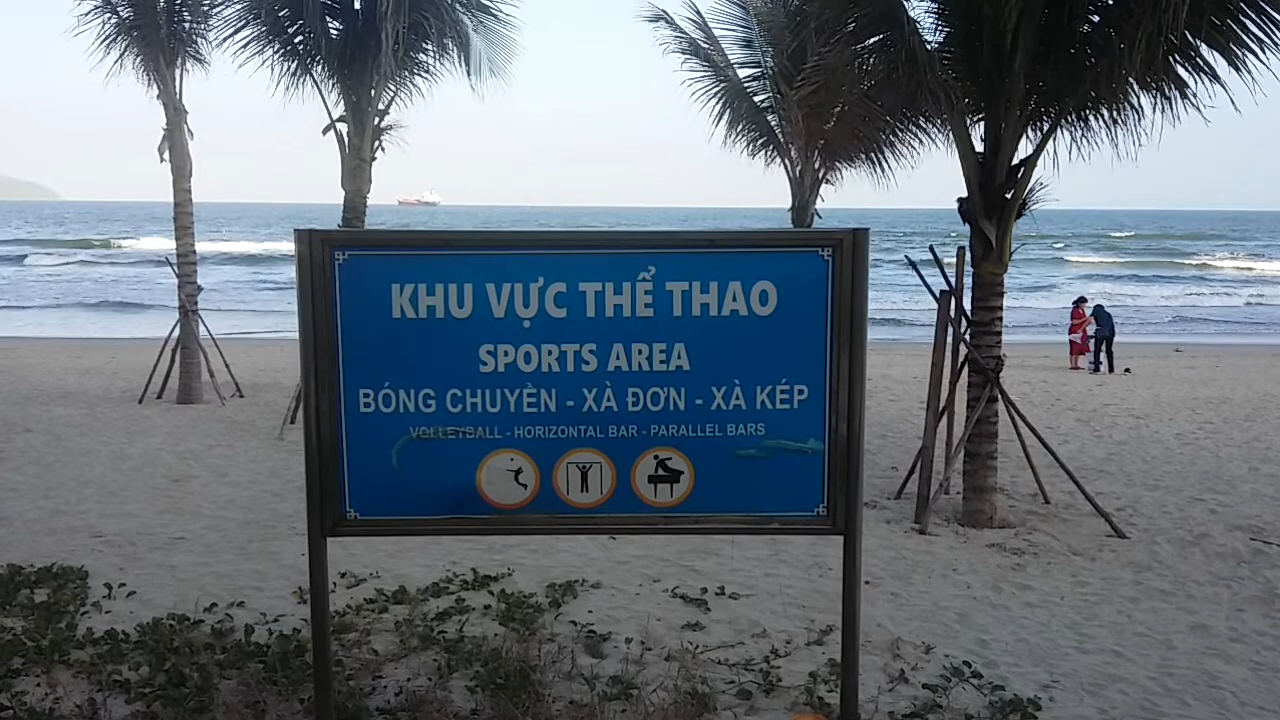 KHU VỰC THỂ THAO
SPORTS AREA
BÓNG CHUYỀN - XÀ ĐƠN - XÀ KÉP
VOLLEYBALL - HORIZONTAL BAR - PARALLEL BARS